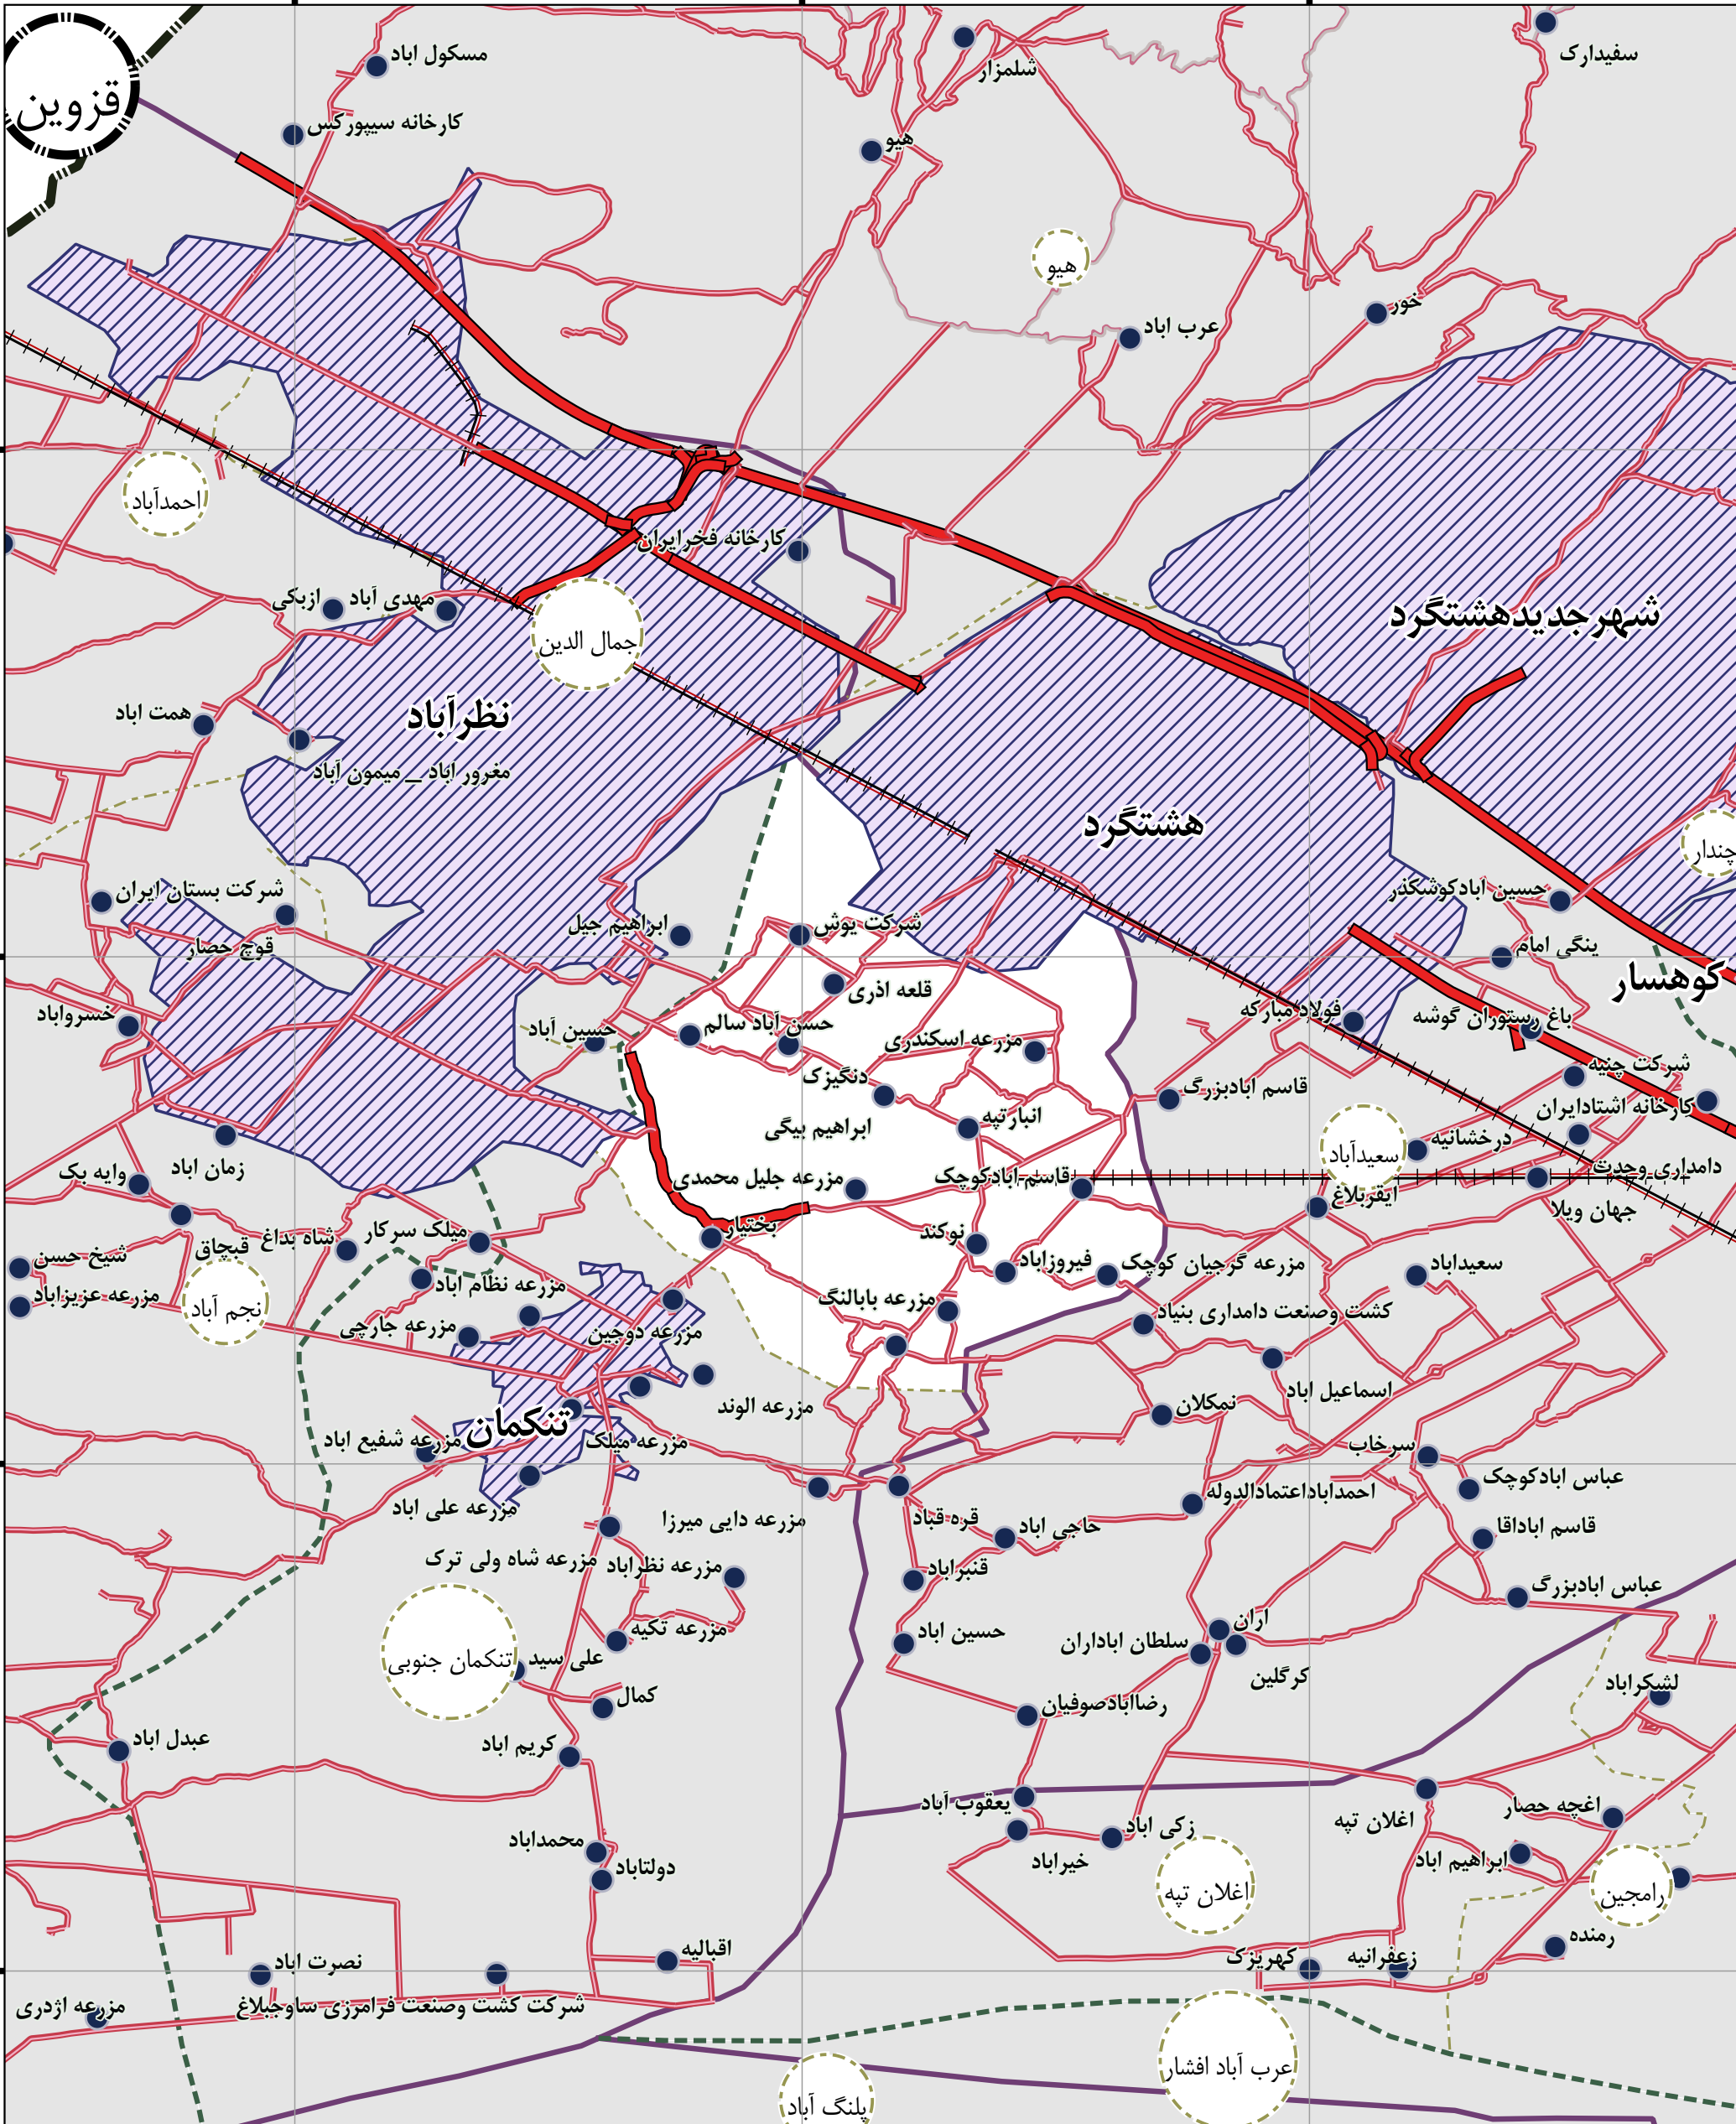 قزوین
مسکول اباد
شلمزار
سفیدارک
کارخانه سیپورکس
هیو
هیو
خور
عرب اباد
احمدآباد
کارخانه فخرایران
ازبکی
مهدی آباد
جمال الدین
شهرجدیدهشتگرد
همت اباد
نظرآباد
مغرور اباد _ میمون آباد
هشتگرد
چندار
حسین آبادکوشکذر
شرکت بستان ایران
قوچ حصار
ابراهیم جیل
شرکت یوش
ینگی امام
کوهسار
قلعه اذری
خسرواباد
حسین آباد
حسن آباد سالم
فولاد مبارکه
باغ رستوران گوشه
مزرعه اسکندری
شرکت چنیه
دنگیزک
قاسم ابادبزرگ
کارخانه اشتادایران
انبارتپه
ابراهیم بیگی
سعیدآباد
درخشانیه
زمان اباد
وایه بک
دامداری وحدت
مزرعه جلیل محمدی
قاسم ابادکوچک
ایقربلاغ
جهان ویلا
بختیار
نوکند
میلک سرکار
شاه بداغ
قبچاق
شیخ حسن
فیروزاباد
مزرعه گرجیان کوچک
سعیداباد
مزرعه نظام اباد
مزرعه عزیزاباد
نجم آباد
مزرعه بابالنگ
کشت وصنعت دامداری بنیاد
مزرعه جارچی
مزرعه دوچین
اسماعیل اباد
مزرعه الوند
نمکلان
تنکمان
مزرعه شفیع اباد
مزرعه میلک
سرخاب
عباس ابادکوچک
احمداباداعتمادالدوله
مزرعه علی اباد
مزرعه دایی میرزا
قره قباد
حاجی اباد
قاسم اباداقا
مزرعه شاه ولی ترک
مزرعه نظراباد
قنبراباد
عباس ابادبزرگ
مزرعه تکیه
حسین اباد
اران
سلطان اباداران
تنکمان جنوبی
علی سید
کرگلین
لشکراباد
کمال
رضاابادصوفیان
عبدل اباد
کریم اباد
یعقوب آباد
اغلان تپه
اغچه حصار
زکی اباد
محمداباد
خیراباد
ابراهیم اباد
دولتاباد
اغلان تپه
رامجین
رمنده
اقبالیه
کهریزک
زعفرانیه
نصرت اباد
مزرعه اژدری
شرکت کشت وصنعت فرامرزی ساوجبلاغ
عرب آباد افشار
پلنگ آباد